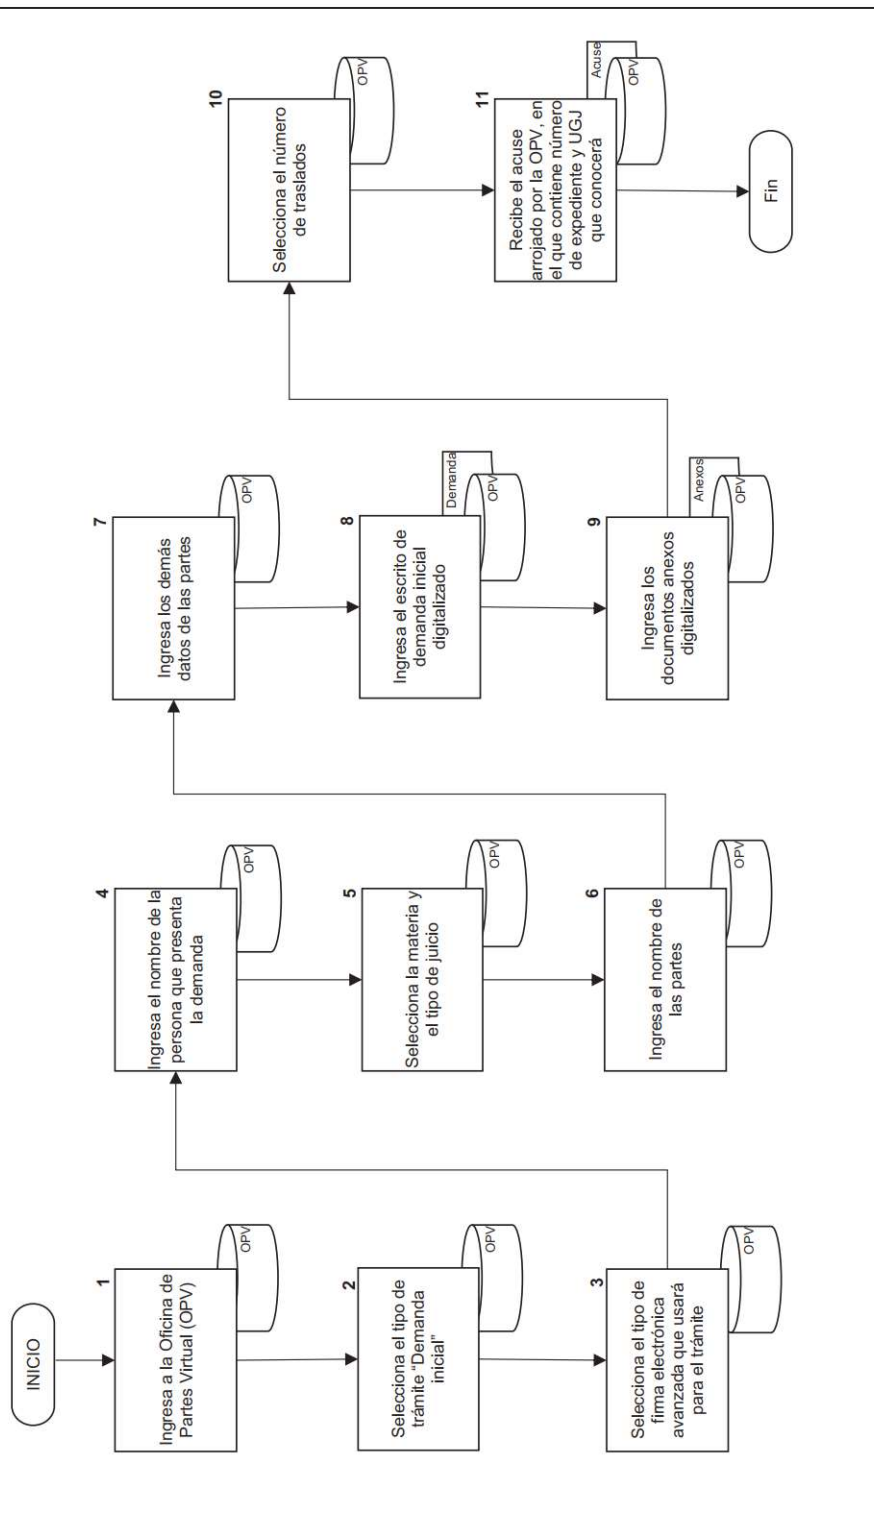 INICIO
1
Ingresa a la Oficina de
Partes Virtual (OPV)
OPV
2
Selecciona el tipo de
trámite “Demanda
inicial”
OPV
3
Selecciona el tipo de
firma electrónica
avanzada que usará
para el trámite
OPV
4
Ingresa el nombre de la
persona que presenta
la demanda
OPV
5
Selecciona la materia y
el tipo de juicio
OPV
6
Ingresa el nombre de
las partes
OPV
7
Ingresa los demás
datos de las partes
OPV
8
Ingresa el escrito de
demanda inicial
digitalizado
Demanda
OPV
9
Ingresa los
documentos anexos
digitalizados
Anexos
OPV
10
Selecciona el número
de traslados
OPV
11
Recibe el acuse
arrojado por la OPV, en
el que contiene número
de expediente y UGJ
que conocerá
Acuse
OPV
Fin